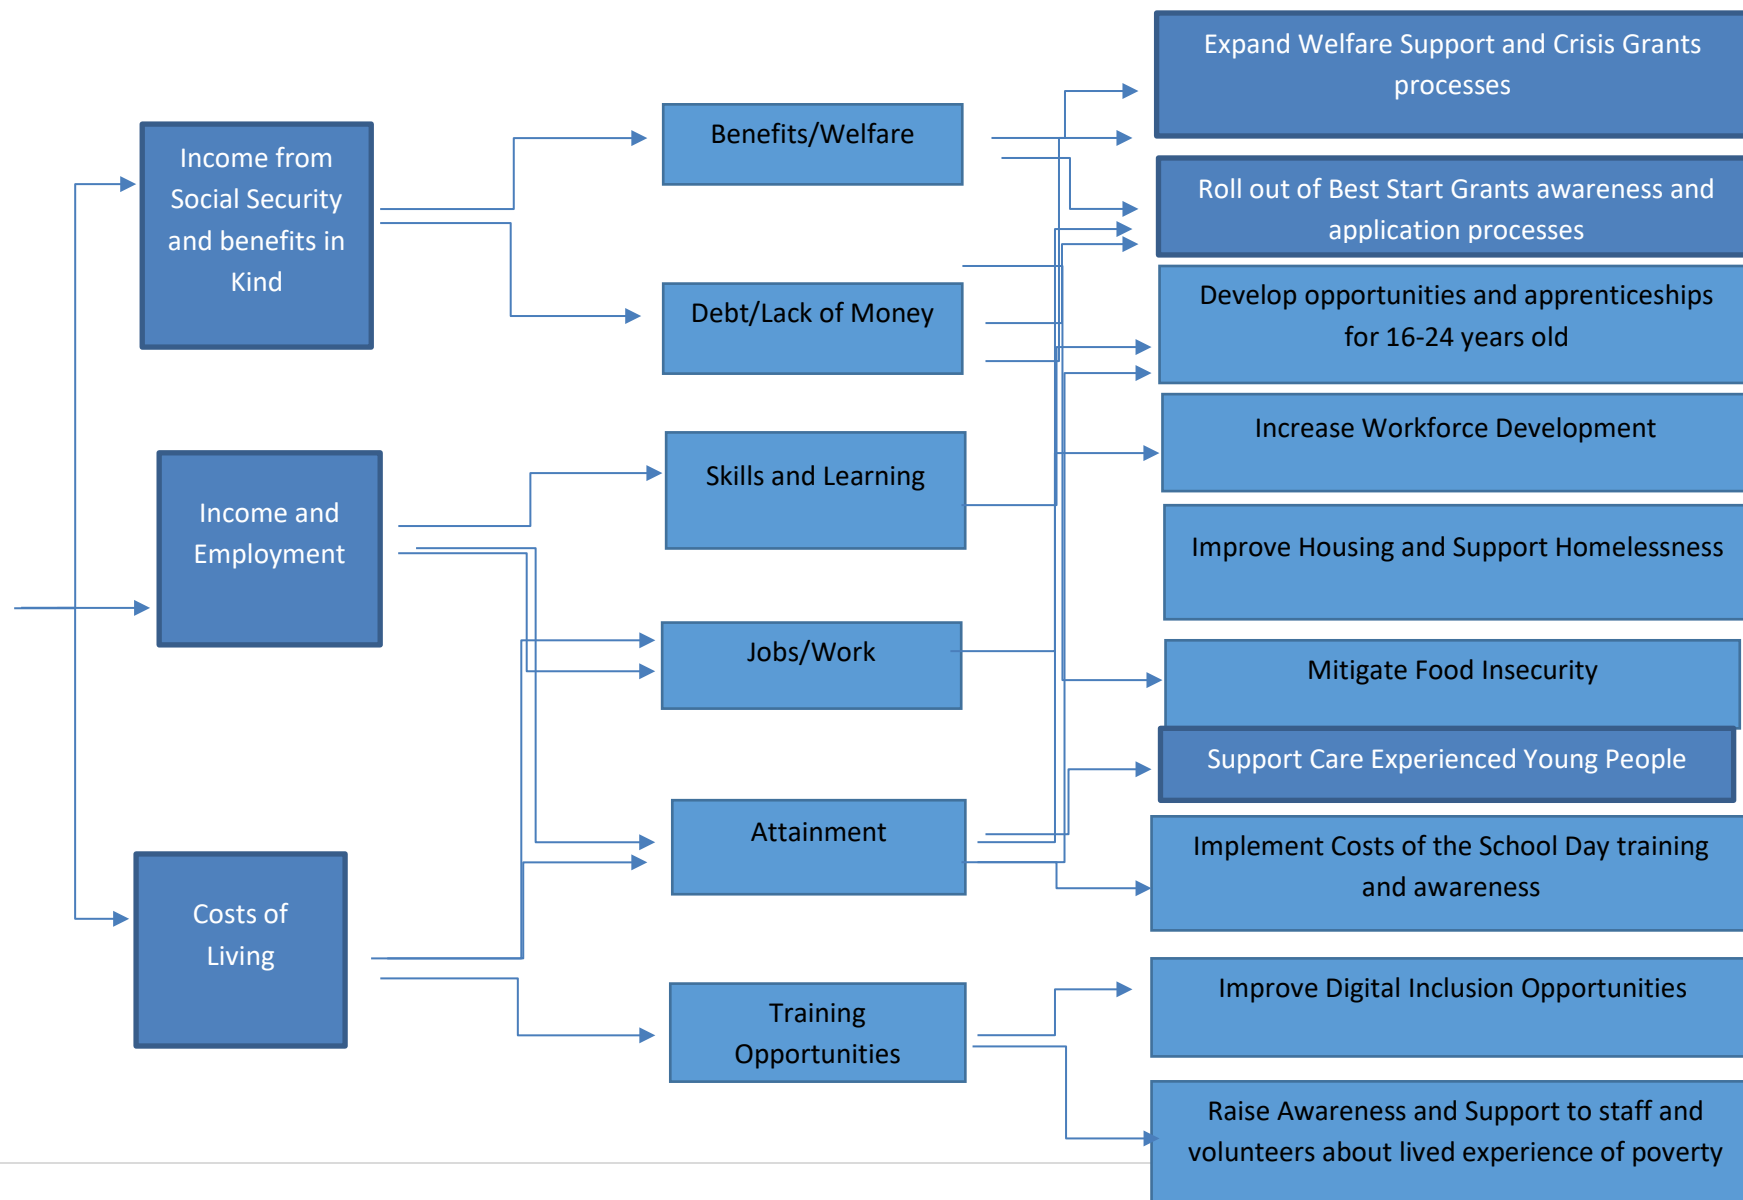 Income from
Social Security
and benefits in
Kind
Income and
Employment
Costs of
Living
Benefits/Welfare
Debt/Lack of Money
Skills and Learning
Jobs/Work
Attainment
Training
Opportunities
Expand Welfare Support and Crisis Grants
processes
Roll out of Best Start Grants awareness and
application processes
Develop opportunities and apprenticeships
for 16-24 years old
Increase Workforce Development
Improve Housing and Support Homelessness
Mitigate Food Insecurity
Support Care Experienced Young People
Implement Costs of the School Day training
and awareness
Improve Digital Inclusion Opportunities
Raise Awareness and Support to staff and
volunteers about lived experience of poverty